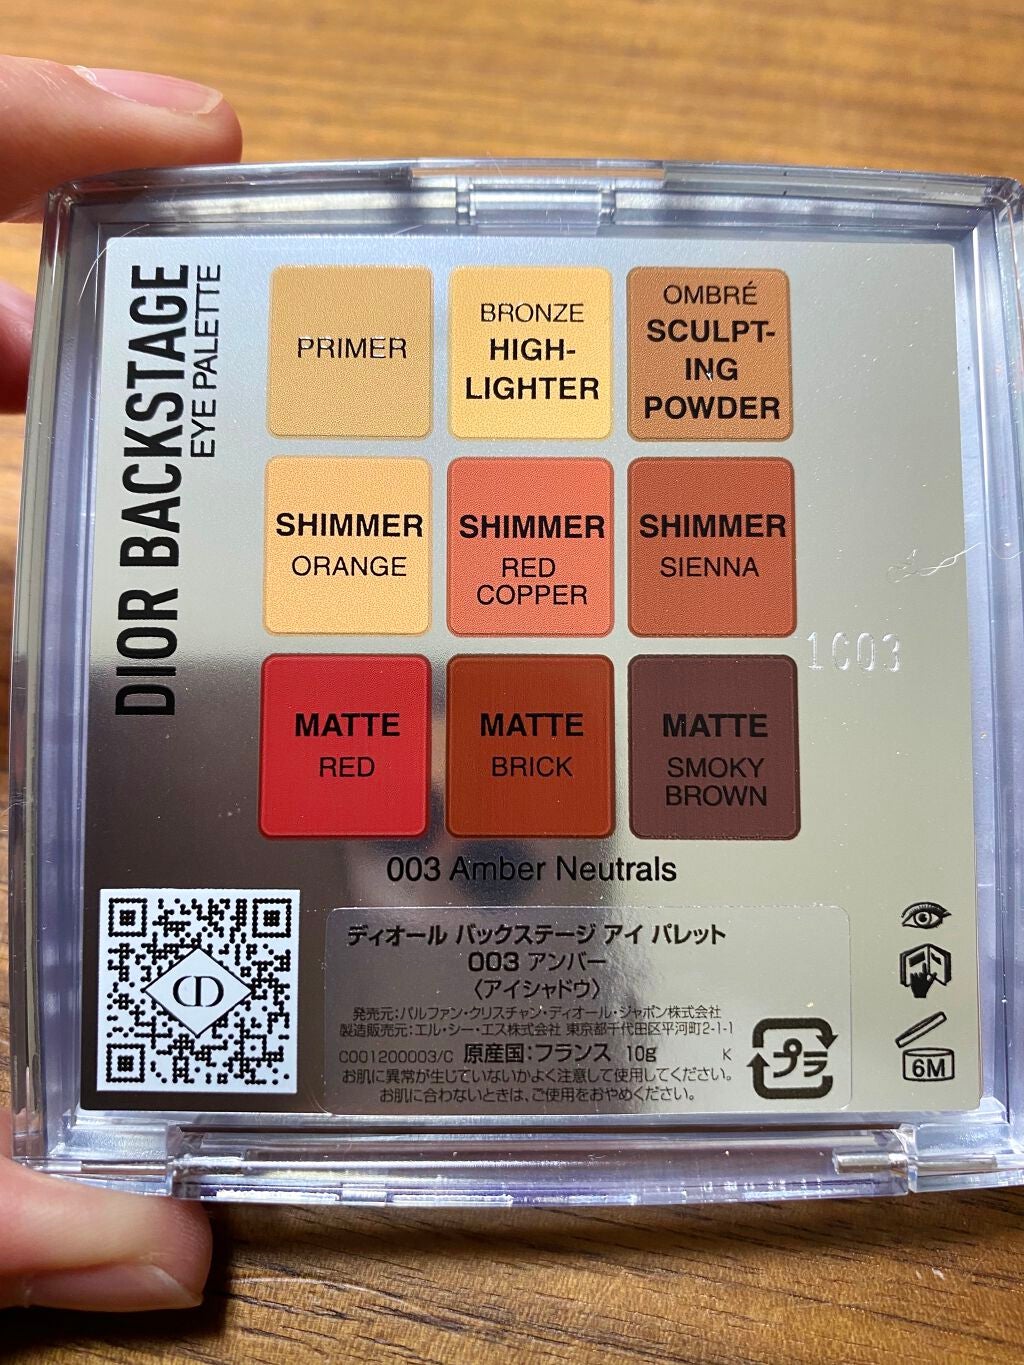 DIOR BACKSTAGE
EYE PALETTE
PRIMER
BRONZE
HIGH-
LIGHTER
OMBRÉ
SCULPT-
ING
POWDER
SHIMMER
ORANGE
SHIMMER
RED
COPPER
SHIMMER
SIENNA
1C03
MATTE
RED
MATTE
BRICK
MATTE
SMOKY
BROWN
003 Amber Neutrals
ディオール バックステージ アイ パレット
003 アンバー
〈アイシャドウ〉
発売元:パルファン・クリスチャン・ディオール・ジャポン株式会社
製造販売元:エル・シー・エス株式会社 東京都千代田区平河町2-1-1
C001200003/C 原産国:フランス 10g K
お肌に異常が生じていないかよく注意して使用してください。
お肌に合わないときは、ご使用をおやめください。
プラ
6M
CD